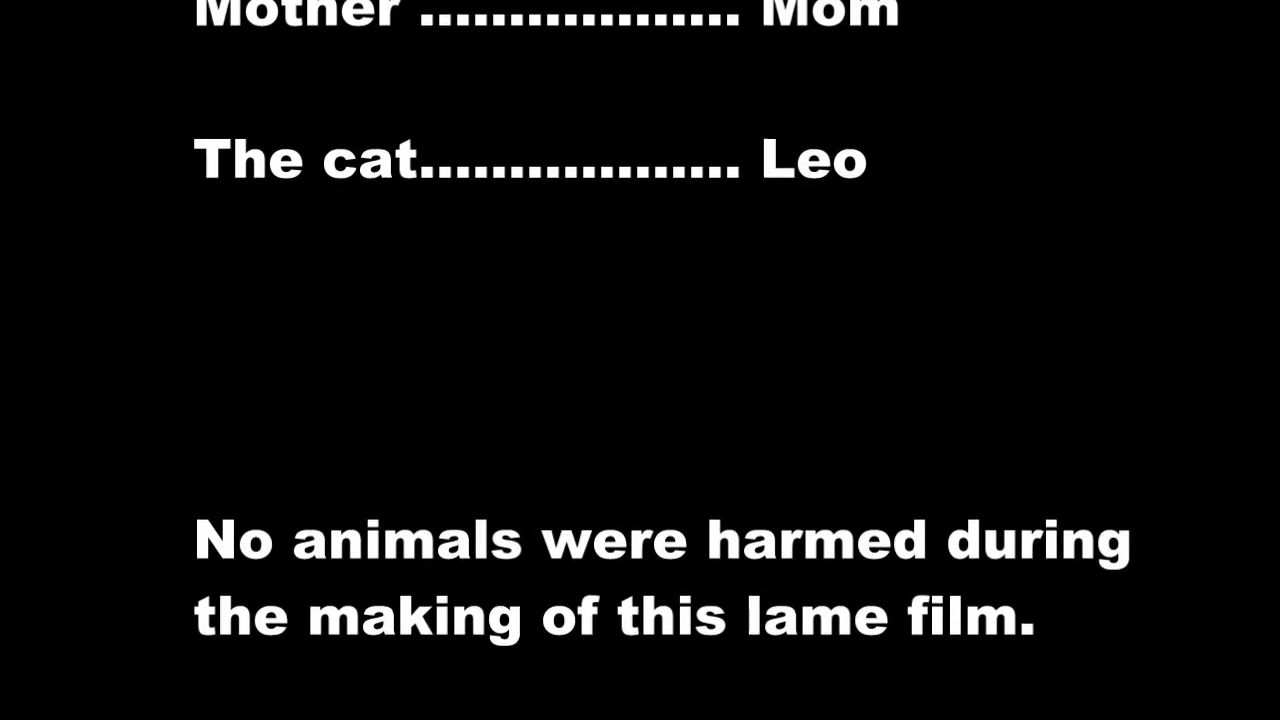 Mother .................. Mom
The cat.................. Leo
No animals were harmed during
the making of this lame film.